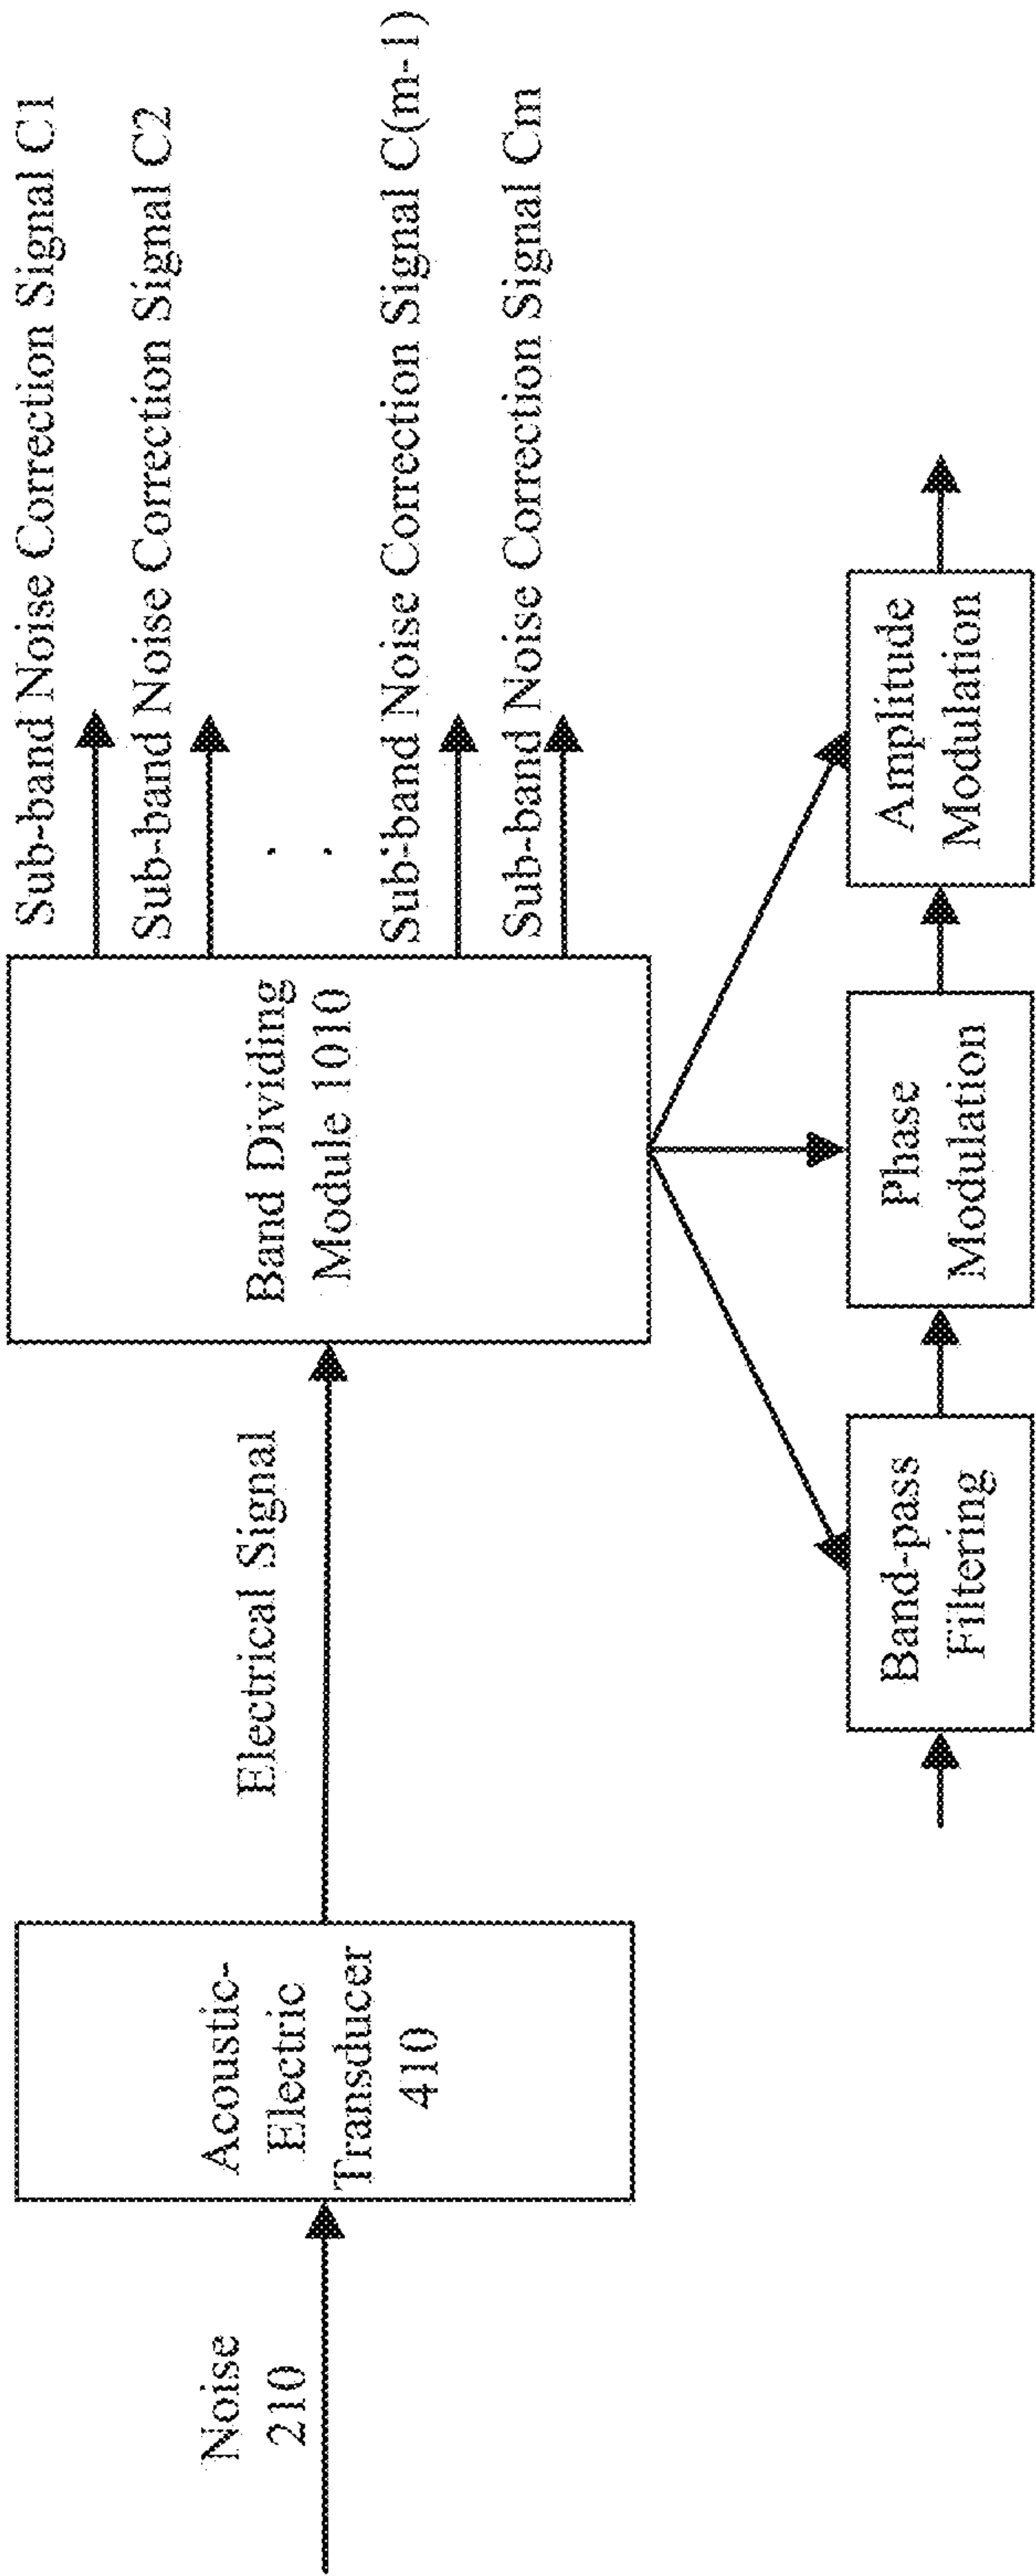 Noise
210
Acoustic-
Electric
Transducer
410
Electrical Signal
Band Dividing
Module 1010
Sub-band Noise Correction Signal C1
Sub-band Noise Correction Signal C2
Sub-band Noise Correction Signal C(m-1)
Sub-band Noise Correction Signal Cm
Band-pass
Filtering
Phase
Modulation
Amplitude
Modulation